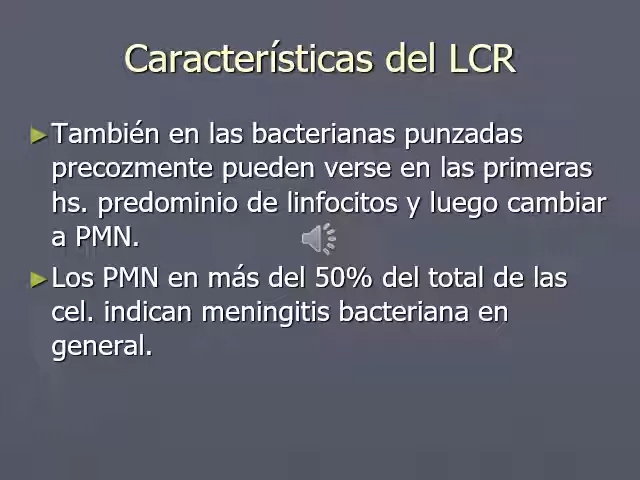 Características del LCR
►También en las bacterianas punzadas
precozmente pueden verse en las primeras
hs. predominio de linfocitos y luego cambiar
a PMN.
►Los PMN en más del 50% del total de las
cel. indican meningitis bacteriana en
general.